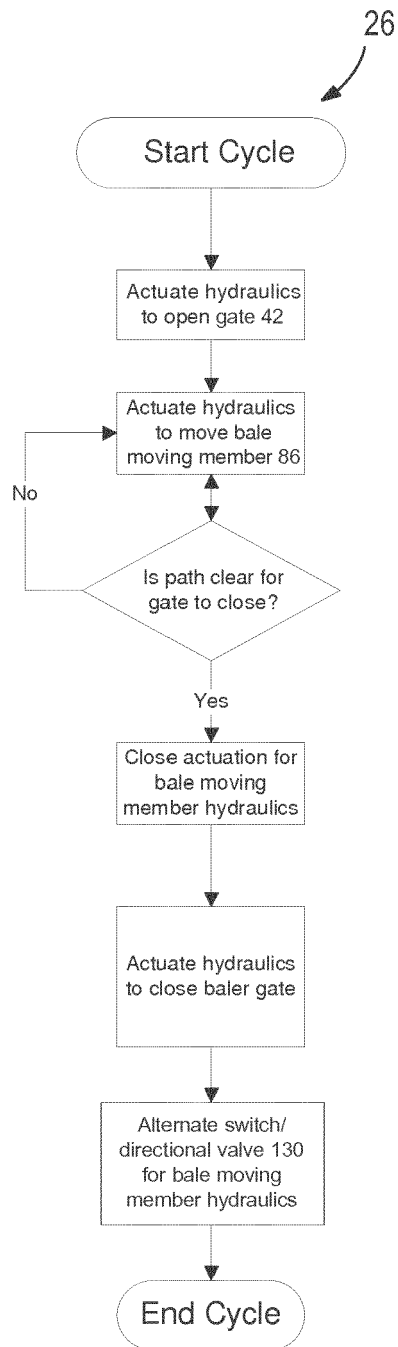 26
Start Cycle
Actuate hydraulics
to open gate 42
Actuate hydraulics
to move bale
moving member 86
No
Is path clear for
gate to close?
Yes
Close actuation for
bale moving
member hydraulics
Actuate hydraulics
to close baler gate
Alternate switch/
directional valve 130
for bale moving
member hydraulics
End Cycle